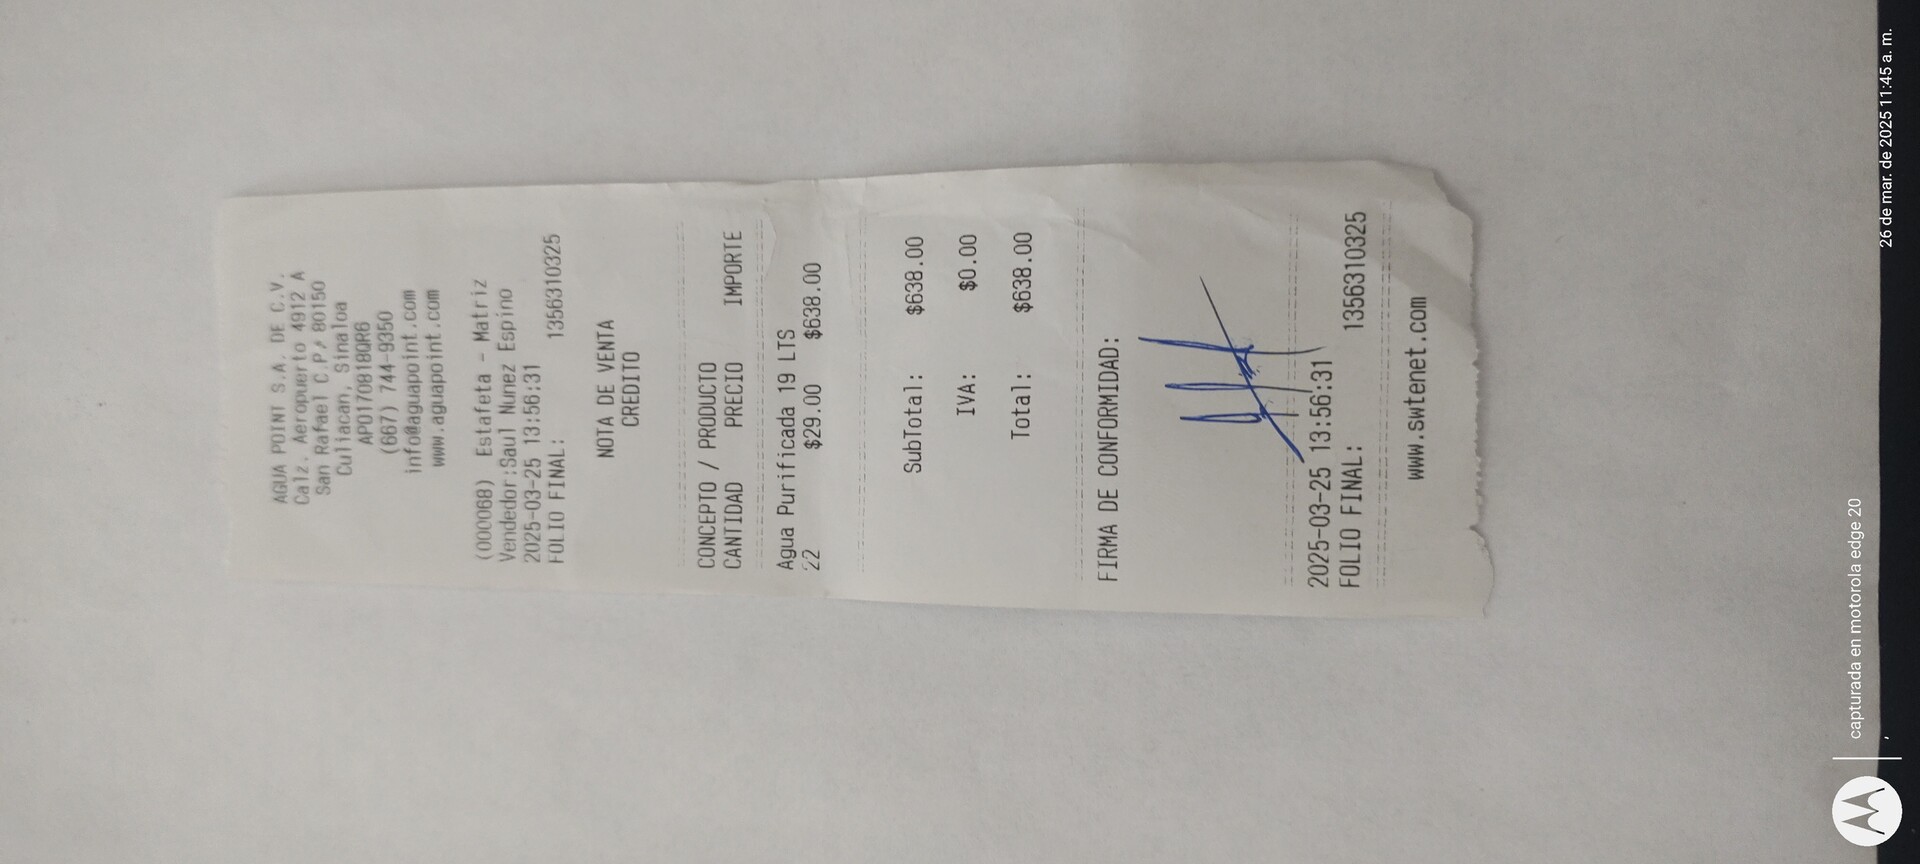 AGUA POINT S.A. DE C.V.
Calz. Aeropuerto 4912 A
San Rafael C.P. 80150
Culiacan, Sinaloa
APO170818QR6
(667) 744-9350
info@aguapoint.com
www.aguapoint.com
(000068) Estafeta - Matriz
Vendedor:Saul Nunez Espino
2025-03-25 13:56:31
FOLIO FINAL: 1356310325
NOTA DE VENTA
CREDITO
CONCEPTO / PRODUCTO
CANTIDAD PRECIO IMPORTE
Agua Purificada 19 LTS
22 $29.00 $638.00
SubTotal: $638.00
IVA: $0.00
Total: $638.00
FIRMA DE CONFORMIDAD:
2025-03-25 13:56:31
FOLIO FINAL: 1356310325
www.swtenet.com
capturada en motorola edge 20
26 de mar. de 2025 11:45 a. m.